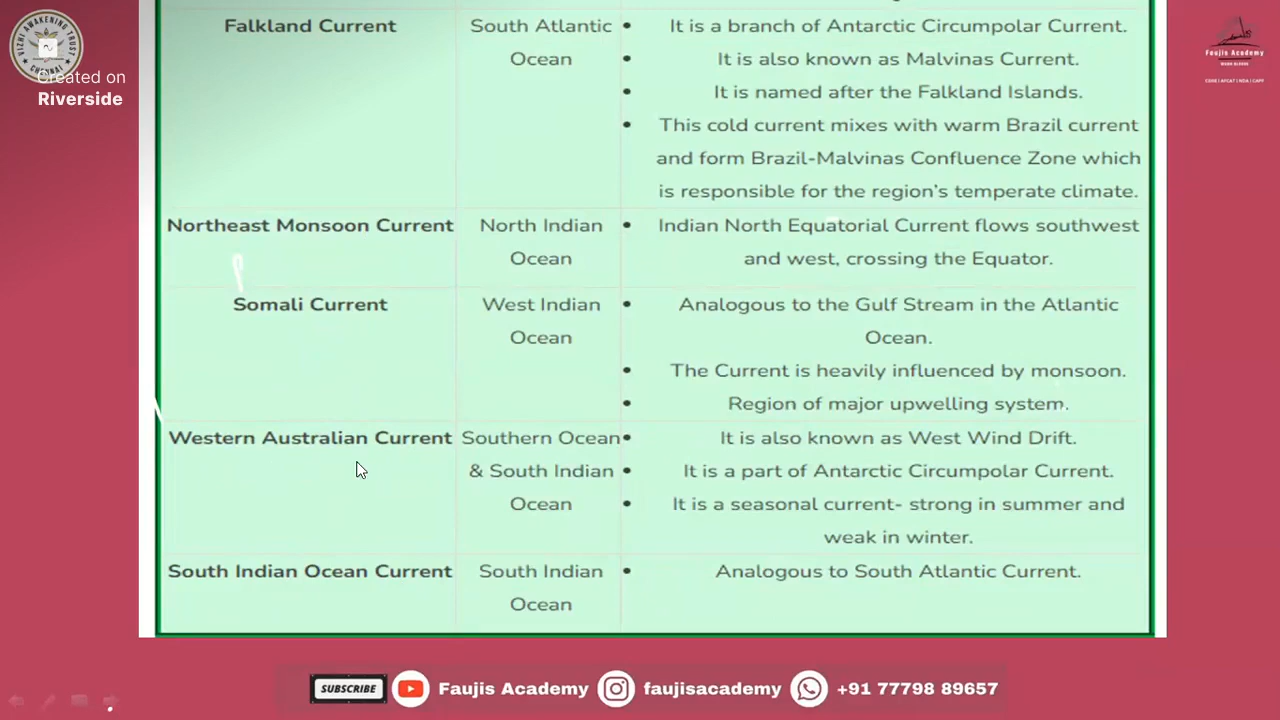 Falkland Current
South Atlantic
Ocean
• It is a branch of Antarctic Circumpolar Current.
• It is also known as Malvinas Current.
• It is named after the Falkland Islands.
• This cold current mixes with warm Brazil current
and form Brazil-Malvinas Confluence Zone which
is responsible for the region's temperate climate.
Northeast Monsoon Current
North Indian
Ocean
• Indian North Equatorial Current flows southwest
and west, crossing the Equator.
Somali Current
West Indian
Ocean
• Analogous to the Gulf Stream in the Atlantic
Ocean.
• The Current is heavily influenced by monsoon.
• Region of major upwelling system.
Western Australian Current
Southern Ocean
& South Indian
Ocean
• It is also known as West Wind Drift.
• It is a part of Antarctic Circumpolar Current.
• It is a seasonal current- strong in summer and
weak in winter.
South Indian Ocean Current
South Indian
Ocean
• Analogous to South Atlantic Current.
VIZHI AWAKENING TRUST
CHENNAI
Created on
Riverside
Faujis Academy
SUBSCRIBE
Faujis Academy
faujisacademy
+91 77798 89657